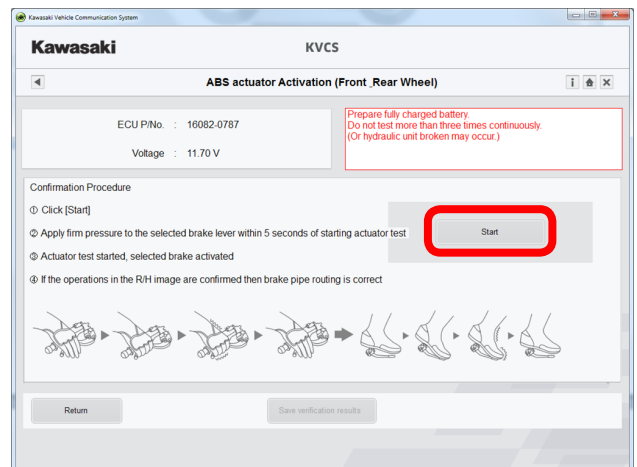 Kawasaki Vehicle Communication System
Kawasaki
KVCS
ABS actuator Activation (Front_Rear Wheel)
ECU P/No. : 16082-0787
Voltage : 11.70 V
Prepare fully charged battery.
Do not test more than three times continuously.
(Or hydraulic unit broken may occur.)
Confirmation Procedure
① Click [Start]
② Apply firm pressure to the selected brake lever within 5 seconds of starting actuator test
③ Actuator test started, selected brake activated
④ If the operations in the R/H image are confirmed then brake pipe routing is correct
Start
Return
Save verification results